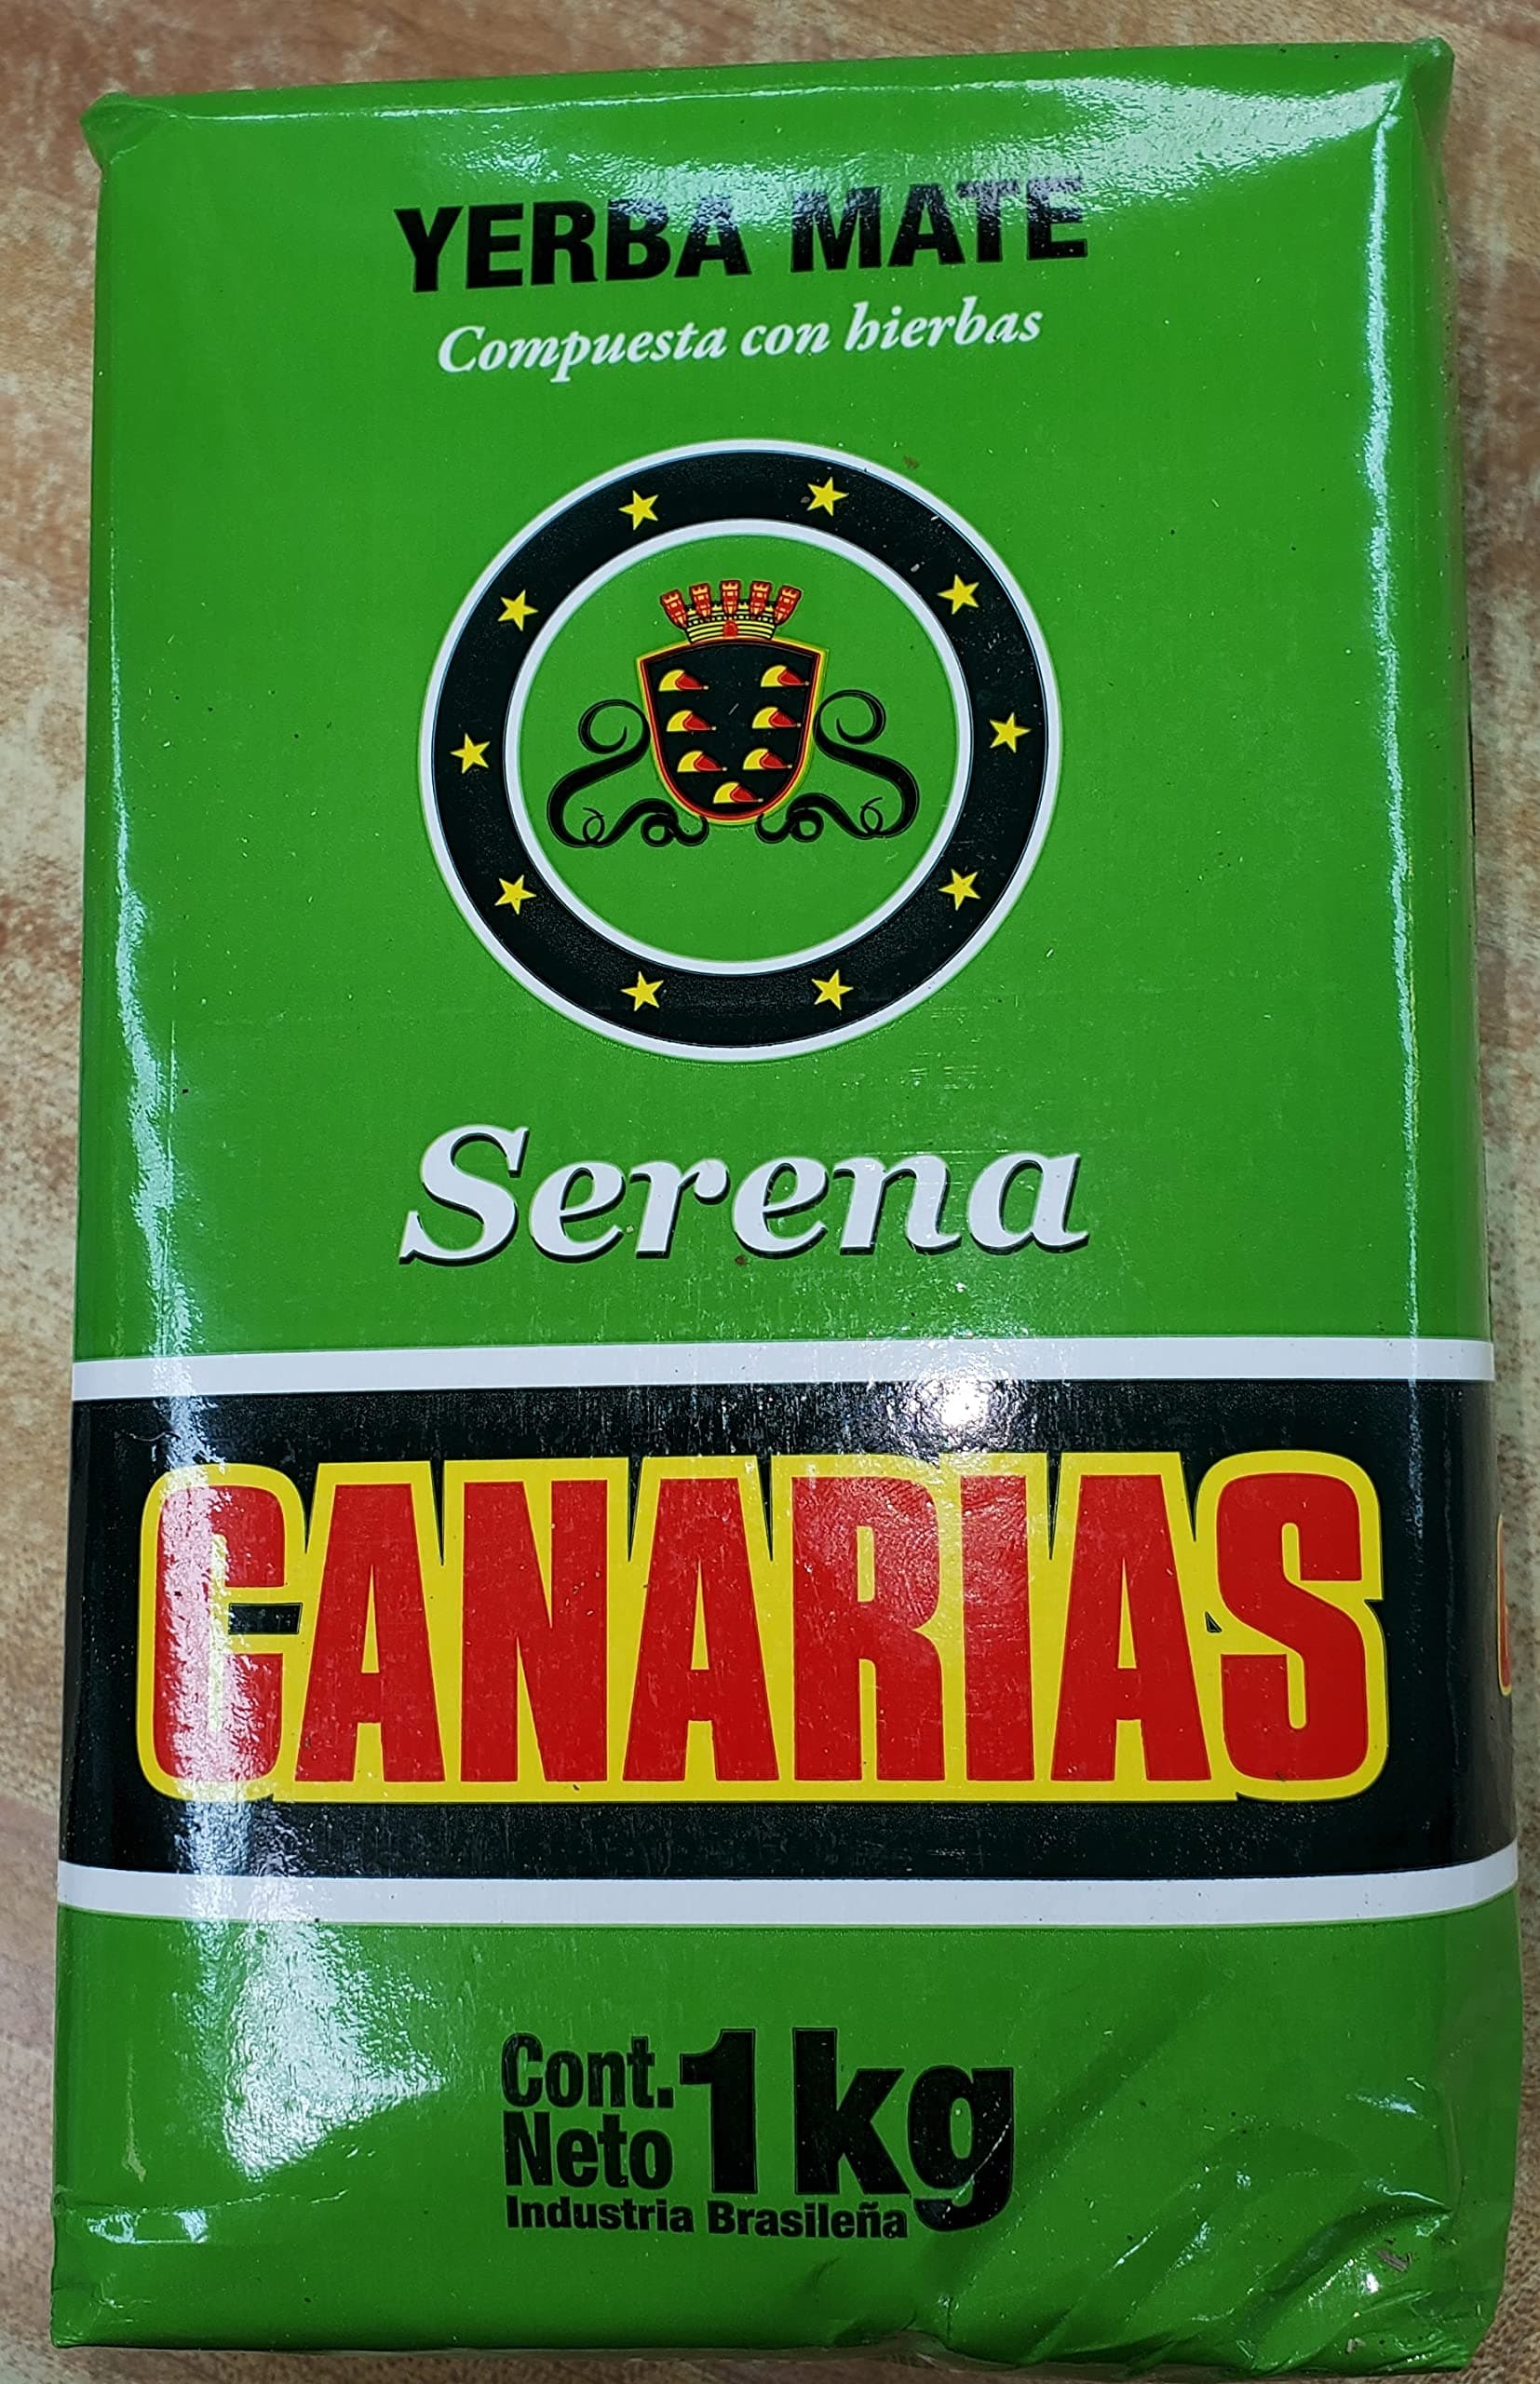 YERBA MATE
Compuesta con hierbas
Serena
CANARIAS
Cont.
Neto 1kg
Industria Brasileña